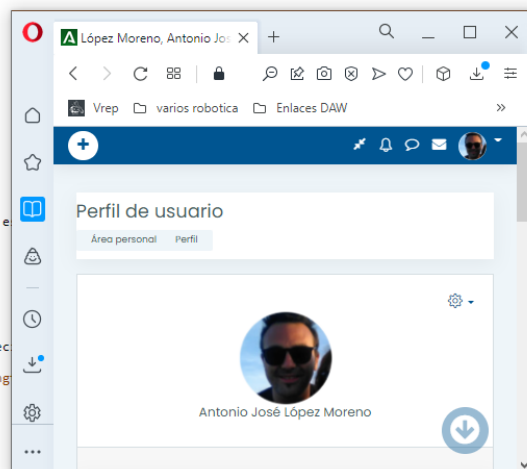 López Moreno, Antonio Jos
Vrep varios robotica Enlaces DAW
Perfil de usuario
Área personal Perfil
Antonio José López Moreno